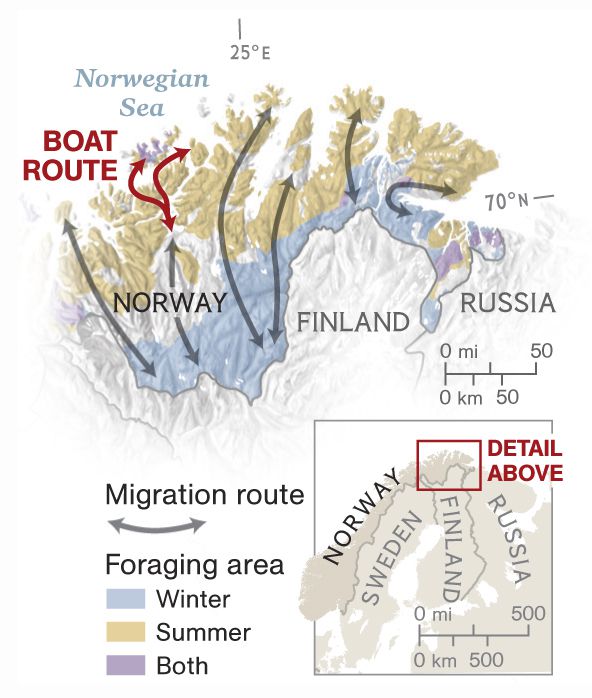 25°E
Norwegian
Sea
BOAT
ROUTE
70°N
NORWAY
FINLAND
RUSSIA
0 mi 50
0 km 50
DETAIL
ABOVE
NORWAY
SWEDEN
FINLAND
RUSSIA
0 mi 500
0 km 500
Migration route
Foraging area
Winter
Summer
Both